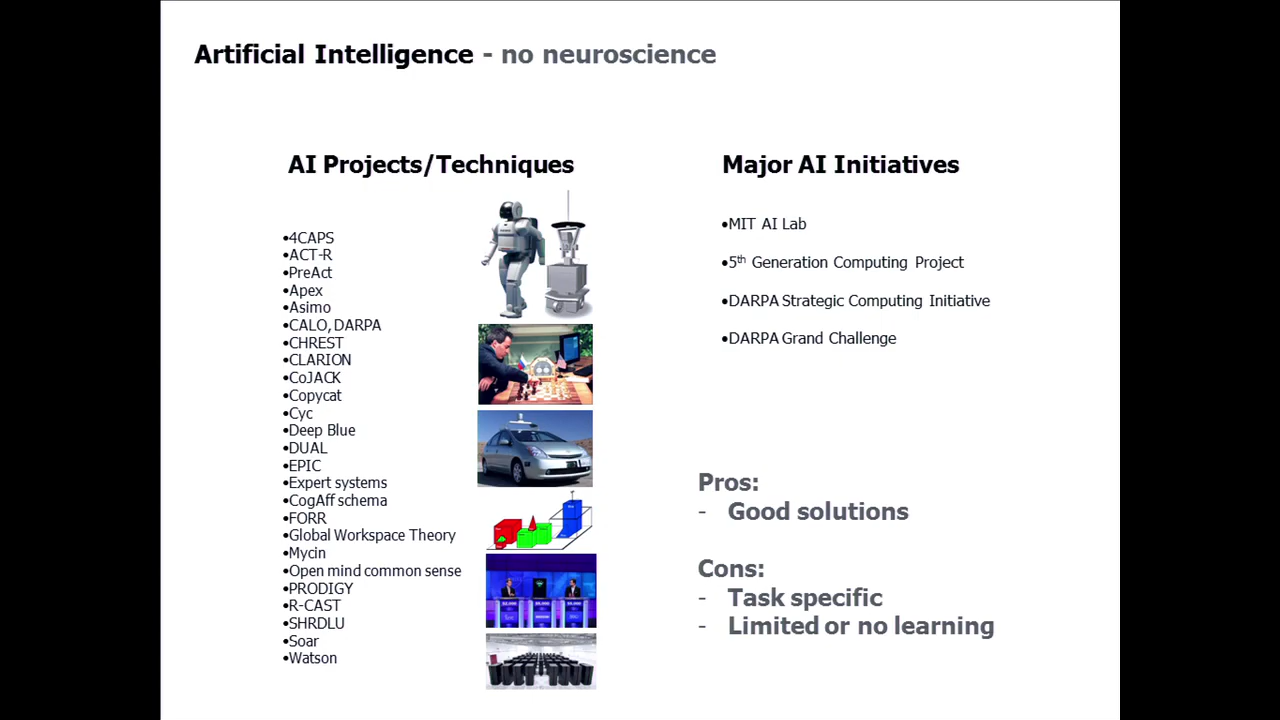 Artificial Intelligence - no neuroscience
AI Projects/Techniques
•4CAPS
•ACT-R
•PreAct
•Apex
•Asimo
•CALO, DARPA
•CHREST
•CLARION
•CoJACK
•Copycat
•Cyc
•Deep Blue
•DUAL
•EPIC
•Expert systems
•CogAff schema
•FORR
•Global Workspace Theory
•Mycin
•Open mind common sense
•PRODIGY
•R-CAST
•SHRDLU
•Soar
•Watson
Major AI Initiatives
•MIT AI Lab
•5th Generation Computing Project
•DARPA Strategic Computing Initiative
•DARPA Grand Challenge
Pros:
- Good solutions
Cons:
- Task specific
- Limited or no learning